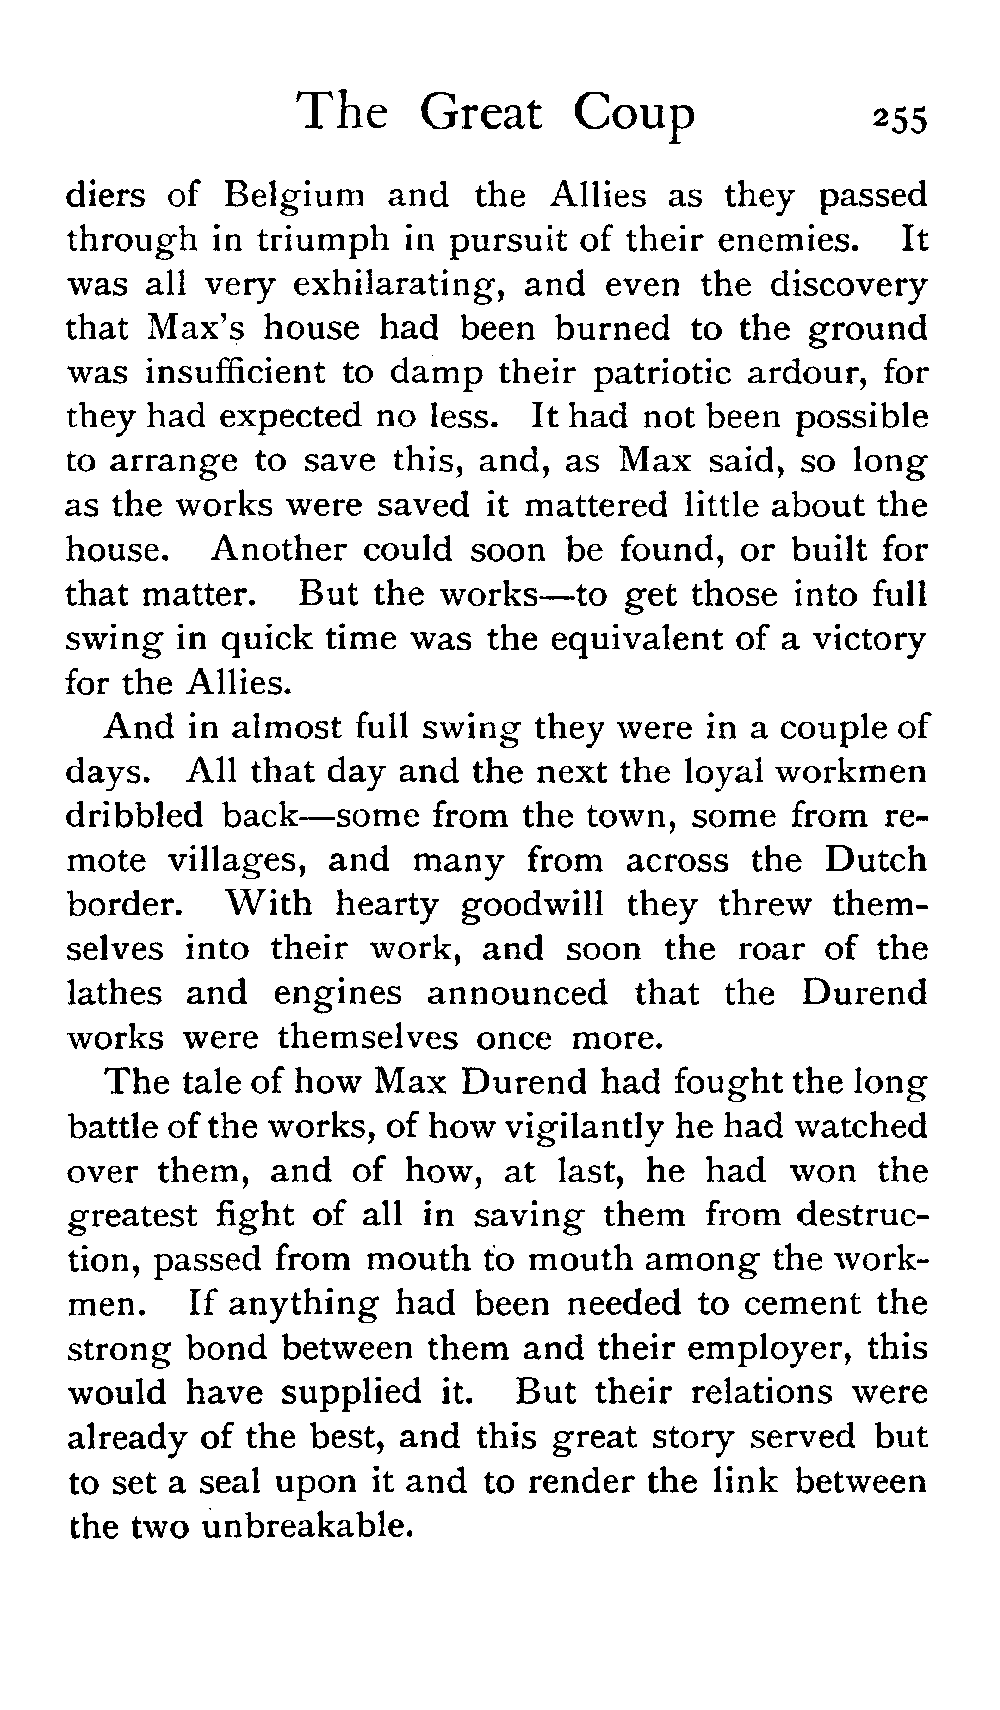 The Great Coup 255
diers of Belgium and the Allies as they passed
through in triumph in pursuit of their enemies. It
was all very exhilarating, and even the discovery
that Max's house had been burned to the ground
was insufficient to damp their patriotic ardour, for
they had expected no less. It had not been possible
to arrange to save this, and, as Max said, so long
as the works were saved it mattered little about the
house. Another could soon be found, or built for
that matter. But the works—to get those into full
swing in quick time was the equivalent of a victory
for the Allies.
And in almost full swing they were in a couple of
days. All that day and the next the loyal workmen
dribbled back—some from the town, some from re-
mote villages, and many from across the Dutch
border. With hearty goodwill they threw them-
selves into their work, and soon the roar of the
lathes and engines announced that the Durend
works were themselves once more.
The tale of how Max Durend had fought the long
battle of the works, of how vigilantly he had watched
over them, and of how, at last, he had won the
greatest fight of all in saving them from destruc-
tion, passed from mouth to mouth among the work-
men. If anything had been needed to cement the
strong bond between them and their employer, this
would have supplied it. But their relations were
already of the best, and this great story served but
to set a seal upon it and to render the link between
the two unbreakable.